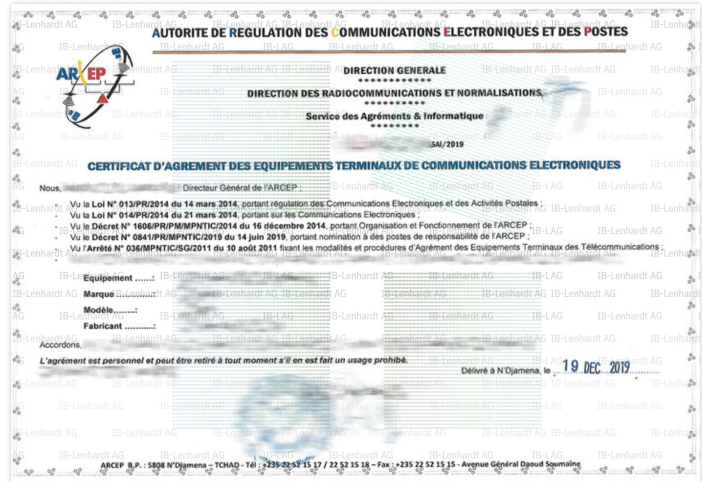 AUTORITE DE REGULATION DES COMMUNICATIONS ELECTRONIQUES ET DES POSTES
ARCEP
DIRECTION GENERALE
************
DIRECTION DES RADIOCOMMUNICATIONS ET NORMALISATIONS
**********
Service des Agréments & Informatique
********
SAI/2019
CERTIFICAT D'AGREMENT DES EQUIPEMENTS TERMINAUX DE COMMUNICATIONS ELECTRONIQUES
Nous, Directeur Général de l'ARCEP ;
- Vu la Loi N° 013/PR/2014 du 14 mars 2014, portant régulation des Communications Electroniques et des Activités Postales ;
- Vu la Loi N° 014/PR/2014 du 21 mars 2014, portant sur les Communications Electroniques ;
- Vu le Décret N° 1606/PR/PM/MPNTIC/2014 du 16 décembre 2014, portant Organisation et Fonctionnement de l'ARCEP ;
- Vu le Décret N° 0841/PR/MPNTIC/2019 du 14 juin 2019, portant nomination à des postes de responsabilité de l'ARCEP ;
- Vu l'Arrêté N° 036/MPNTIC/SG/2011 du 10 août 2011 fixant les modalités et procédures d'Agrément des Equipements Terminaux des Télécommunications ;
Equipement ......:
Marque ..............:
Modèle........:
Fabricant ...........:
Accordons,
L'agrément est personnel et peut être retiré à tout moment s'il en est fait un usage prohibé.
Délivré à N'Djamena, le 19 DEC. 2019
ARCEP B.P. : 5808 N'Djamena – TCHAD - Tél : +235 22 52 15 17 / 22 52 15 18 – Fax : +235 22 52 15 15 - Avenue Général Daoud Soumaine
IB-Lenhardt AG